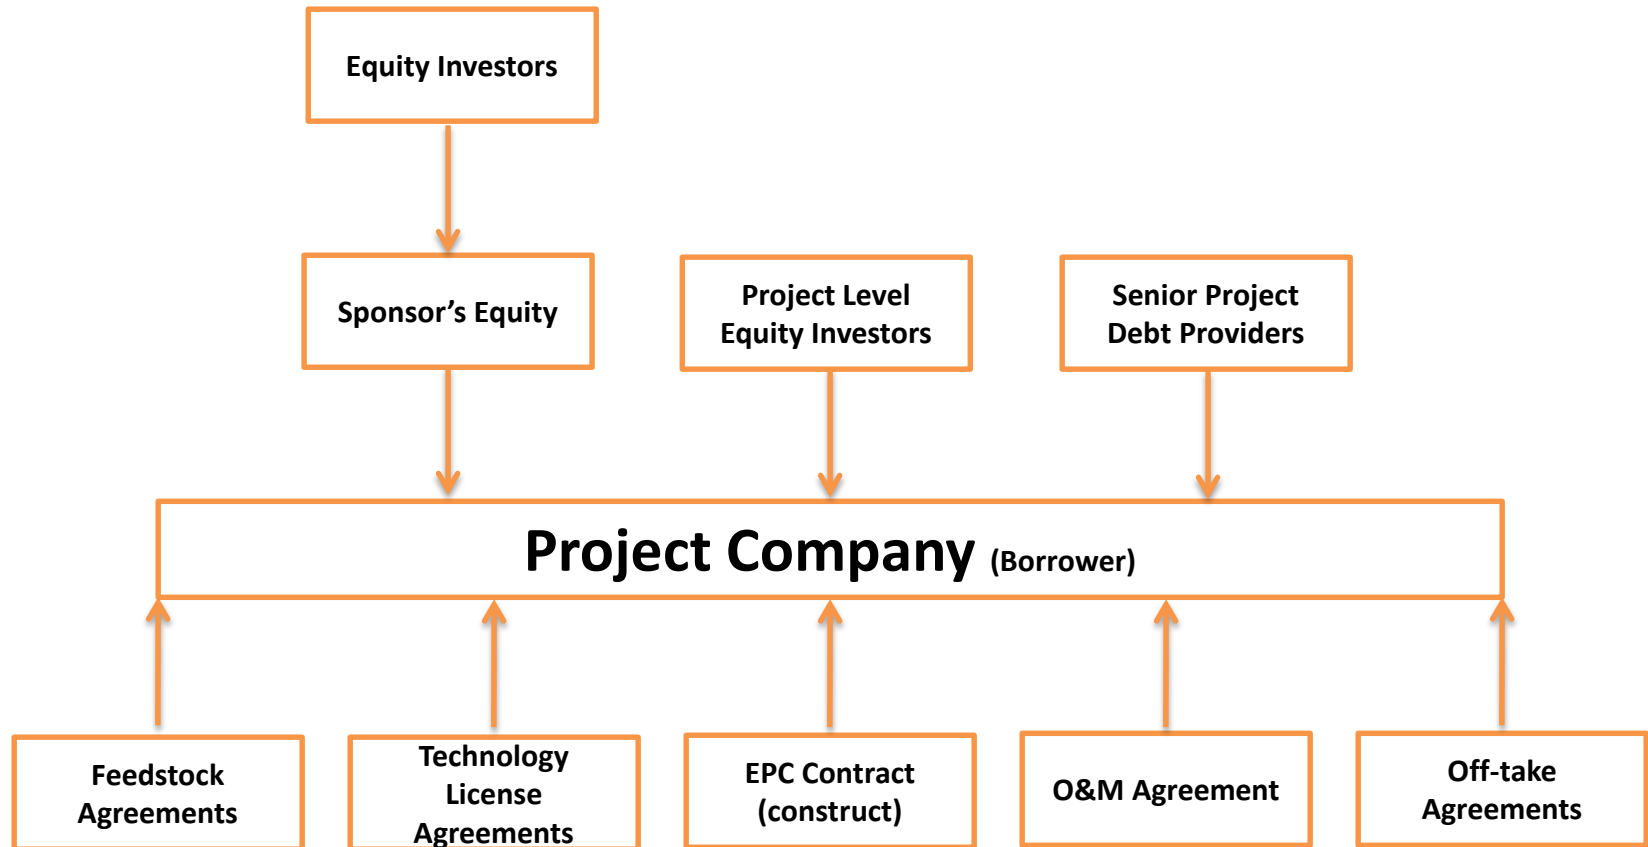 Equity Investors
Sponsor’s Equity
Project Level
Equity Investors
Senior Project
Debt Providers
Project Company (Borrower)
Feedstock
Agreements
Technology
License
Agreements
EPC Contract
(construct)
O&M Agreement
Off-take
Agreements